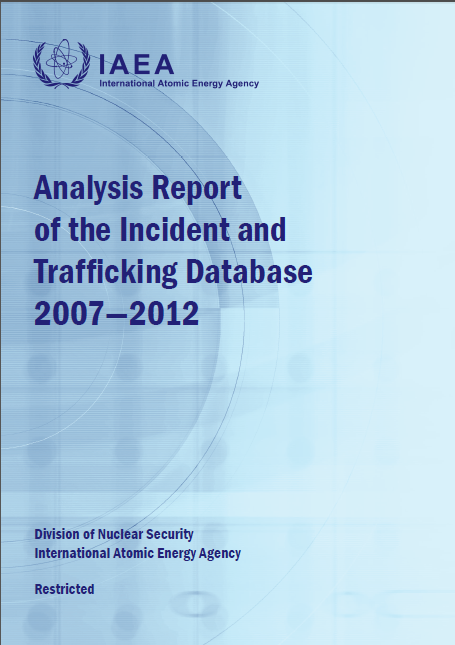 IAEA
International Atomic Energy Agency
Analysis Report
of the Incident and
Trafficking Database
2007—2012
Division of Nuclear Security
International Atomic Energy Agency
Restricted